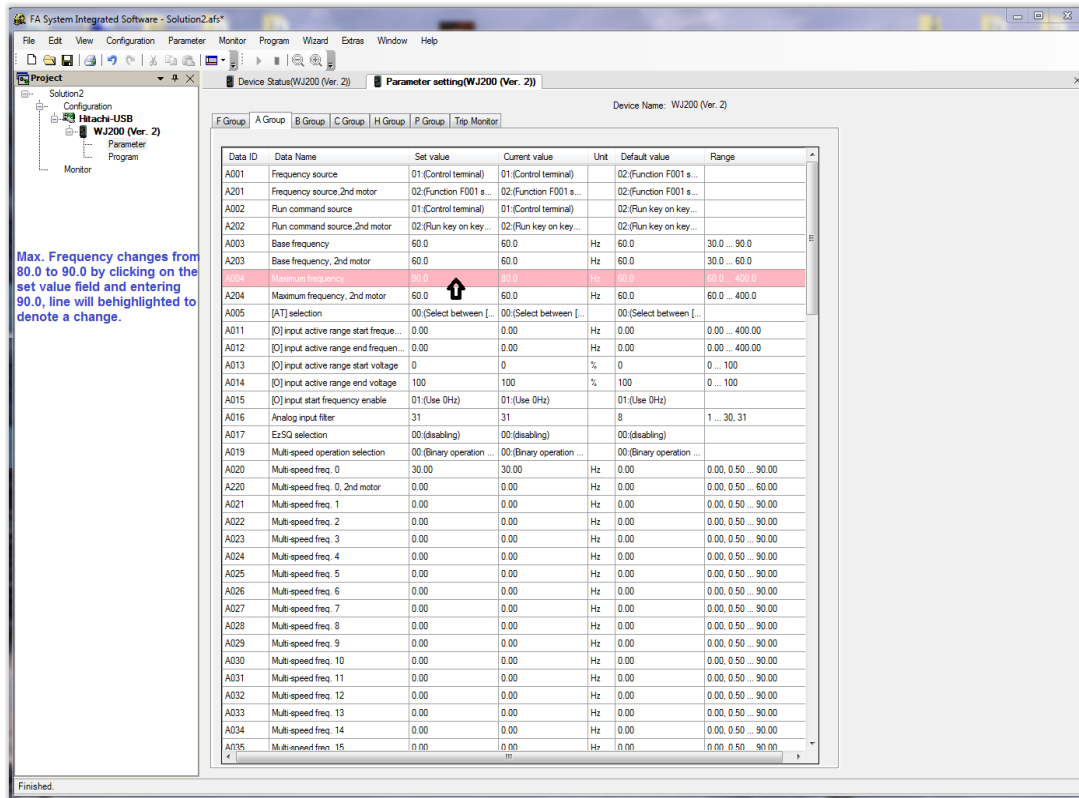 FA System Integrated Software - Solution2.afs*
File Edit View Configuration Parameter Monitor Program Wizard Extras Window Help
Project
Solution2
Configuration
Hitachi-USB
WJ200 (Ver. 2)
Parameter
Program
Monitor
Max. Frequency changes from
80.0 to 90.0 by clicking on the
set value field and entering
90.0, line will behighlighted to
denote a change.
Device Status(WJ200 (Ver. 2)) Parameter setting(WJ200 (Ver. 2))
Device Name: WJ200 (Ver. 2)
F Group A Group B Group C Group H Group P Group Trip Monitor
Data ID Data Name Set value Current value Unit Default value Range
A001 Frequency source 01:(Control terminal) 01:(Control terminal) 02:(Function F001 s...
A201 Frequency source,2nd motor 02:(Function F001 s... 02:(Function F001 s... 02:(Function F001 s...
A002 Run command source 01:(Control terminal) 01:(Control terminal) 02:(Run key on key...
A202 Run command source,2nd motor 02:(Run key on key... 02:(Run key on key... 02:(Run key on key...
A003 Base frequency 60.0 60.0 Hz 60.0 30.0 ... 90.0
A203 Base frequency, 2nd motor 60.0 60.0 Hz 60.0 30.0 ... 60.0
A004 Maximum frequency 90.0 80.0 Hz 60.0 60.0 ... 400.0
A204 Maximum frequency, 2nd motor 60.0 60.0 Hz 60.0 60.0 ... 400.0
A005 [AT] selection 00:(Select between [... 00:(Select between [... 00:(Select between [...
A011 [O] input active range start freque... 0.00 0.00 Hz 0.00 0.00 ... 400.00
A012 [O] input active range end frequen... 0.00 0.00 Hz 0.00 0.00 ... 400.00
A013 [O] input active range start voltage 0 0 % 0 0 ... 100
A014 [O] input active range end voltage 100 100 % 100 0 ... 100
A015 [O] input start frequency enable 01:(Use 0Hz) 01:(Use 0Hz) 01:(Use 0Hz)
A016 Analog input filter 31 31 8 1 ... 30, 31
A017 EzSQ selection 00:(disabling) 00:(disabling) 00:(disabling)
A019 Multi-speed operation selection 00:(Binary operation ... 00:(Binary operation ... 00:(Binary operation ...
A020 Multi-speed freq. 0 30.00 30.00 Hz 0.00 0.00, 0.50 ... 90.00
A220 Multi-speed freq. 0, 2nd motor 0.00 0.00 Hz 0.00 0.00, 0.50 ... 60.00
A021 Multi-speed freq. 1 0.00 0.00 Hz 0.00 0.00, 0.50 ... 90.00
A022 Multi-speed freq. 2 0.00 0.00 Hz 0.00 0.00, 0.50 ... 90.00
A023 Multi-speed freq. 3 0.00 0.00 Hz 0.00 0.00, 0.50 ... 90.00
A024 Multi-speed freq. 4 0.00 0.00 Hz 0.00 0.00, 0.50 ... 90.00
A025 Multi-speed freq. 5 0.00 0.00 Hz 0.00 0.00, 0.50 ... 90.00
A026 Multi-speed freq. 6 0.00 0.00 Hz 0.00 0.00, 0.50 ... 90.00
A027 Multi-speed freq. 7 0.00 0.00 Hz 0.00 0.00, 0.50 ... 90.00
A028 Multi-speed freq. 8 0.00 0.00 Hz 0.00 0.00, 0.50 ... 90.00
A029 Multi-speed freq. 9 0.00 0.00 Hz 0.00 0.00, 0.50 ... 90.00
A030 Multi-speed freq. 10 0.00 0.00 Hz 0.00 0.00, 0.50 ... 90.00
A031 Multi-speed freq. 11 0.00 0.00 Hz 0.00 0.00, 0.50 ... 90.00
A032 Multi-speed freq. 12 0.00 0.00 Hz 0.00 0.00, 0.50 ... 90.00
A033 Multi-speed freq. 13 0.00 0.00 Hz 0.00 0.00, 0.50 ... 90.00
A034 Multi-speed freq. 14 0.00 0.00 Hz 0.00 0.00, 0.50 ... 90.00
A035 Multi-speed freq. 15 0.00 0.00 Hz 0.00 0.00, 0.50 ... 90.00
Finished.